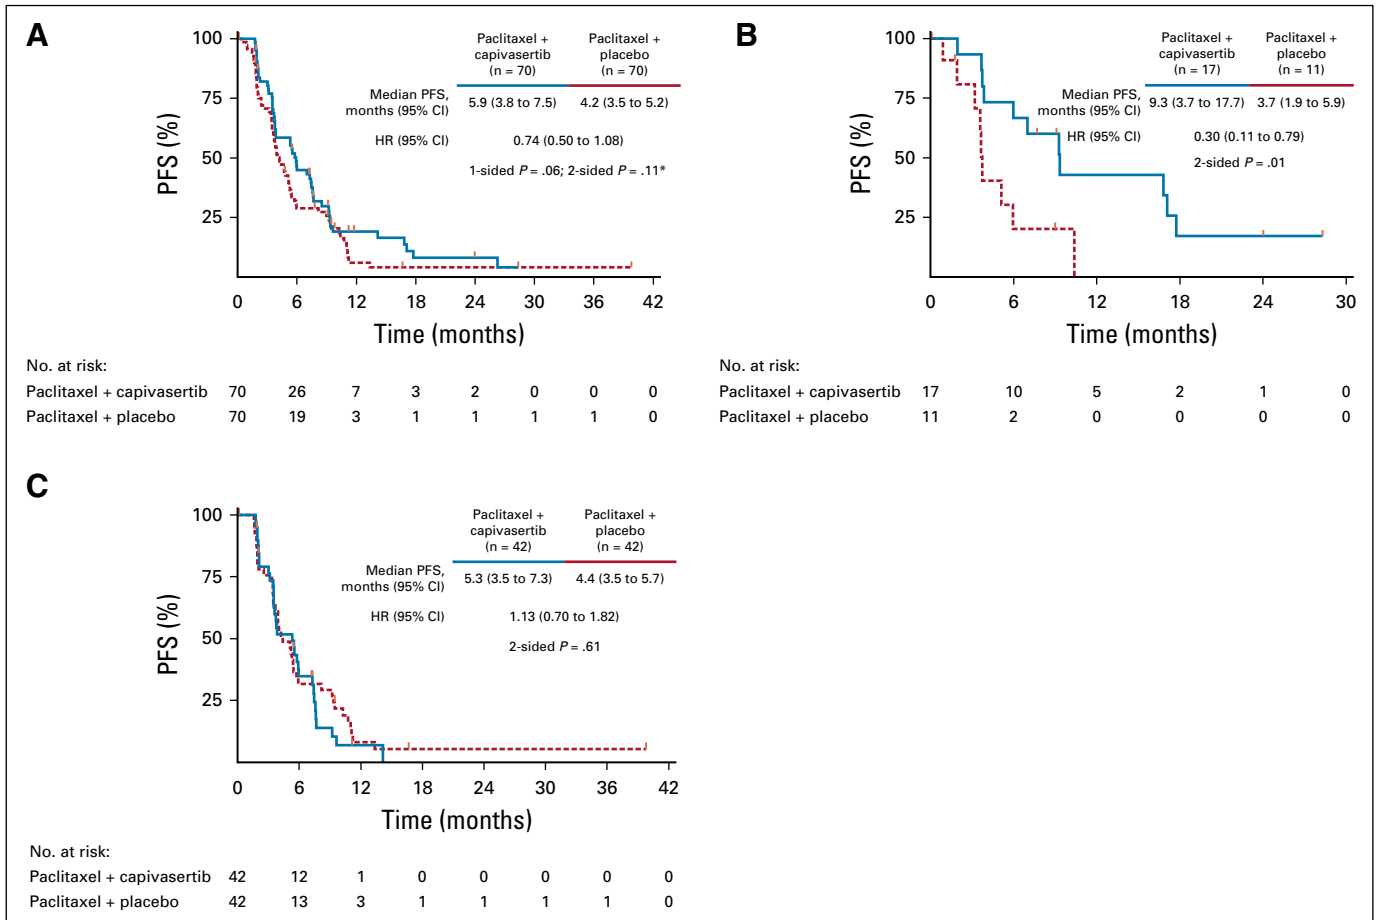 A
100
75
50
25
PFS (%)
Paclitaxel +
capivasertib
(n = 70)
Paclitaxel +
placebo
(n = 70)
Median PFS,
months (95% CI)
5.9 (3.8 to 7.5)
4.2 (3.5 to 5.2)
HR (95% CI)
0.74 (0.50 to 1.08)
1-sided P = .06; 2-sided P = .11*
0 6 12 18 24 30 36 42
Time (months)
No. at risk:
Paclitaxel + capivasertib 70 26 7 3 2 0 0 0
Paclitaxel + placebo 70 19 3 1 1 1 1 0
B
100
75
50
25
PFS (%)
Paclitaxel +
capivasertib
(n = 17)
Paclitaxel +
placebo
(n = 11)
Median PFS,
months (95% CI)
9.3 (3.7 to 17.7)
3.7 (1.9 to 5.9)
HR (95% CI)
0.30 (0.11 to 0.79)
2-sided P = .01
0 6 12 18 24 30
Time (months)
No. at risk:
Paclitaxel + capivasertib 17 10 5 2 1 0
Paclitaxel + placebo 11 2 0 0 0 0
C
100
75
50
25
PFS (%)
Paclitaxel +
capivasertib
(n = 42)
Paclitaxel +
placebo
(n = 42)
Median PFS,
months (95% CI)
5.3 (3.5 to 7.3)
4.4 (3.5 to 5.7)
HR (95% CI)
1.13 (0.70 to 1.82)
2-sided P = .61
0 6 12 18 24 30 36 42
Time (months)
No. at risk:
Paclitaxel + capivasertib 42 12 1 0 0 0 0 0
Paclitaxel + placebo 42 13 3 1 1 1 1 0